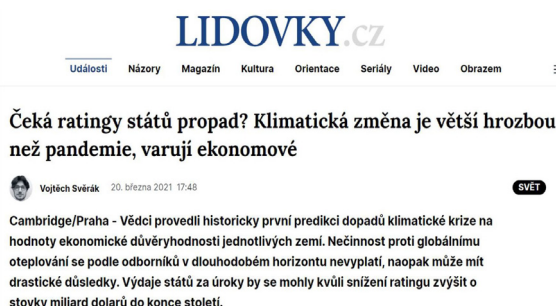 LIDOVKY.cz
Události Názory Magazín Kultura Orientace Seriály Video Obrazem
Čeká ratingy států propad? Klimatická změna je větší hrozbou
než pandemie, varují ekonomové
Vojtěch Svěrák 20. března 2021 17:48 SVĚT
Cambridge/Praha - Vědci provedli historicky první predikci dopadů klimatické krize na
hodnoty ekonomické důvěryhodnosti jednotlivých zemí. Nečinnost proti globálnímu
oteplování se podle odborníků v dlouhodobém horizontu nevyplatí, naopak může mít
drastické důsledky. Výdaje států za úroky by se mohly kvůli snížení ratingu zvýšit o
stovky miliard dolarů do konce století.